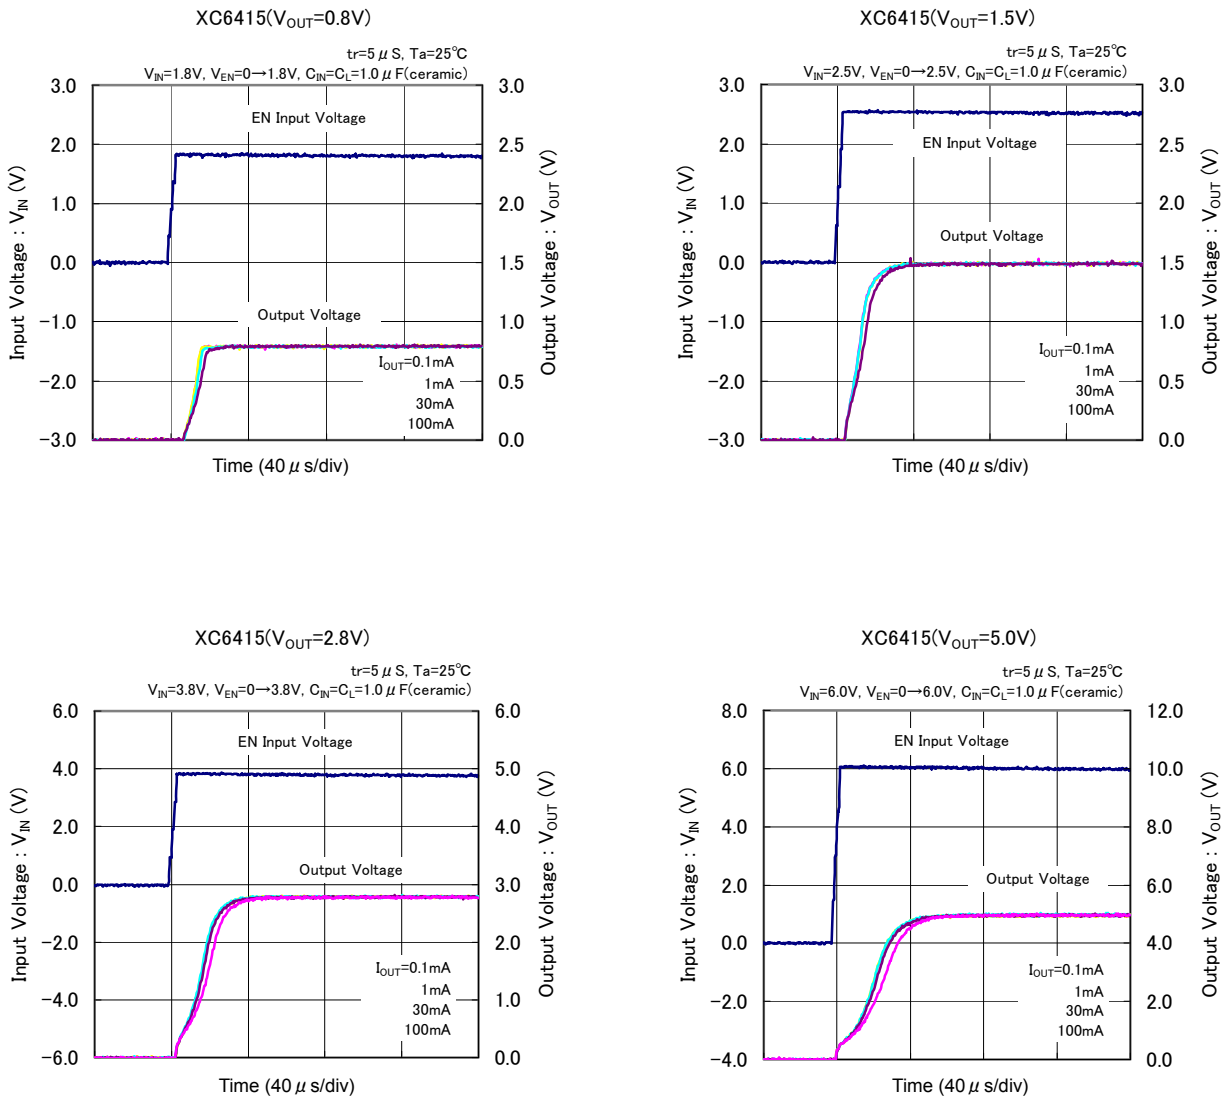 XC6415(VOUT=0.8V)
tr=5μS, Ta=25℃
VIN=1.8V, VEN=0→1.8V, CIN=CL=1.0μF(ceramic)
3.0
2.0
1.0
0.0
−1.0
−2.0
−3.0
Input Voltage : VIN (V)
EN Input Voltage
Output Voltage
IOUT=0.1mA
1mA
30mA
100mA
3.0
2.5
2.0
1.5
1.0
0.5
0.0
Output Voltage : VOUT (V)
Time (40μs/div)
XC6415(VOUT=1.5V)
tr=5μS, Ta=25℃
VIN=2.5V, VEN=0→2.5V, CIN=CL=1.0μF(ceramic)
3.0
2.0
1.0
0.0
−1.0
−2.0
−3.0
Input Voltage : VIN (V)
EN Input Voltage
Output Voltage
IOUT=0.1mA
1mA
30mA
100mA
3.0
2.5
2.0
1.5
1.0
0.5
0.0
Output Voltage : VOUT (V)
Time (40μs/div)
XC6415(VOUT=2.8V)
tr=5μS, Ta=25℃
VIN=3.8V, VEN=0→3.8V, CIN=CL=1.0μF(ceramic)
6.0
4.0
2.0
0.0
−2.0
−4.0
−6.0
Input Voltage : VIN (V)
EN Input Voltage
Output Voltage
IOUT=0.1mA
1mA
30mA
100mA
6.0
5.0
4.0
3.0
2.0
1.0
0.0
Output Voltage : VOUT (V)
Time (40μs/div)
XC6415(VOUT=5.0V)
tr=5μS, Ta=25℃
VIN=6.0V, VEN=0→6.0V, CIN=CL=1.0μF(ceramic)
8.0
6.0
4.0
2.0
0.0
−2.0
−4.0
Input Voltage : VIN (V)
EN Input Voltage
Output Voltage
IOUT=0.1mA
1mA
30mA
100mA
12.0
10.0
8.0
6.0
4.0
2.0
0.0
Output Voltage : VOUT (V)
Time (40μs/div)